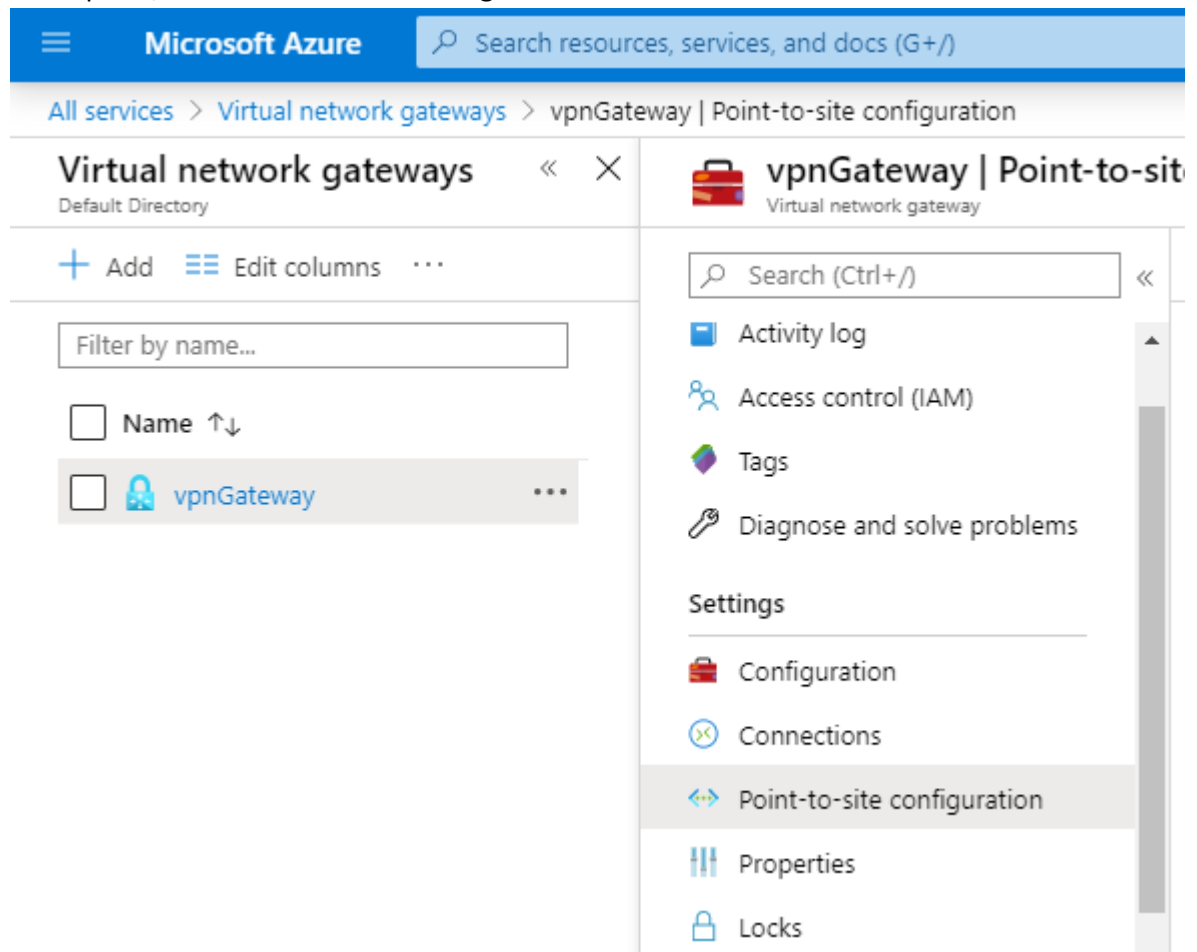 Microsoft Azure
Search resources, services, and docs (G+/)
All services > Virtual network gateways > vpnGateway | Point-to-site configuration
Virtual network gateways
Default Directory
Add Edit columns ...
Filter by name...
Name
vpnGateway
vpnGateway | Point-to-sit
Virtual network gateway
Search (Ctrl+/)
Activity log
Access control (IAM)
Tags
Diagnose and solve problems
Settings
Configuration
Connections
Point-to-site configuration
Properties
Locks